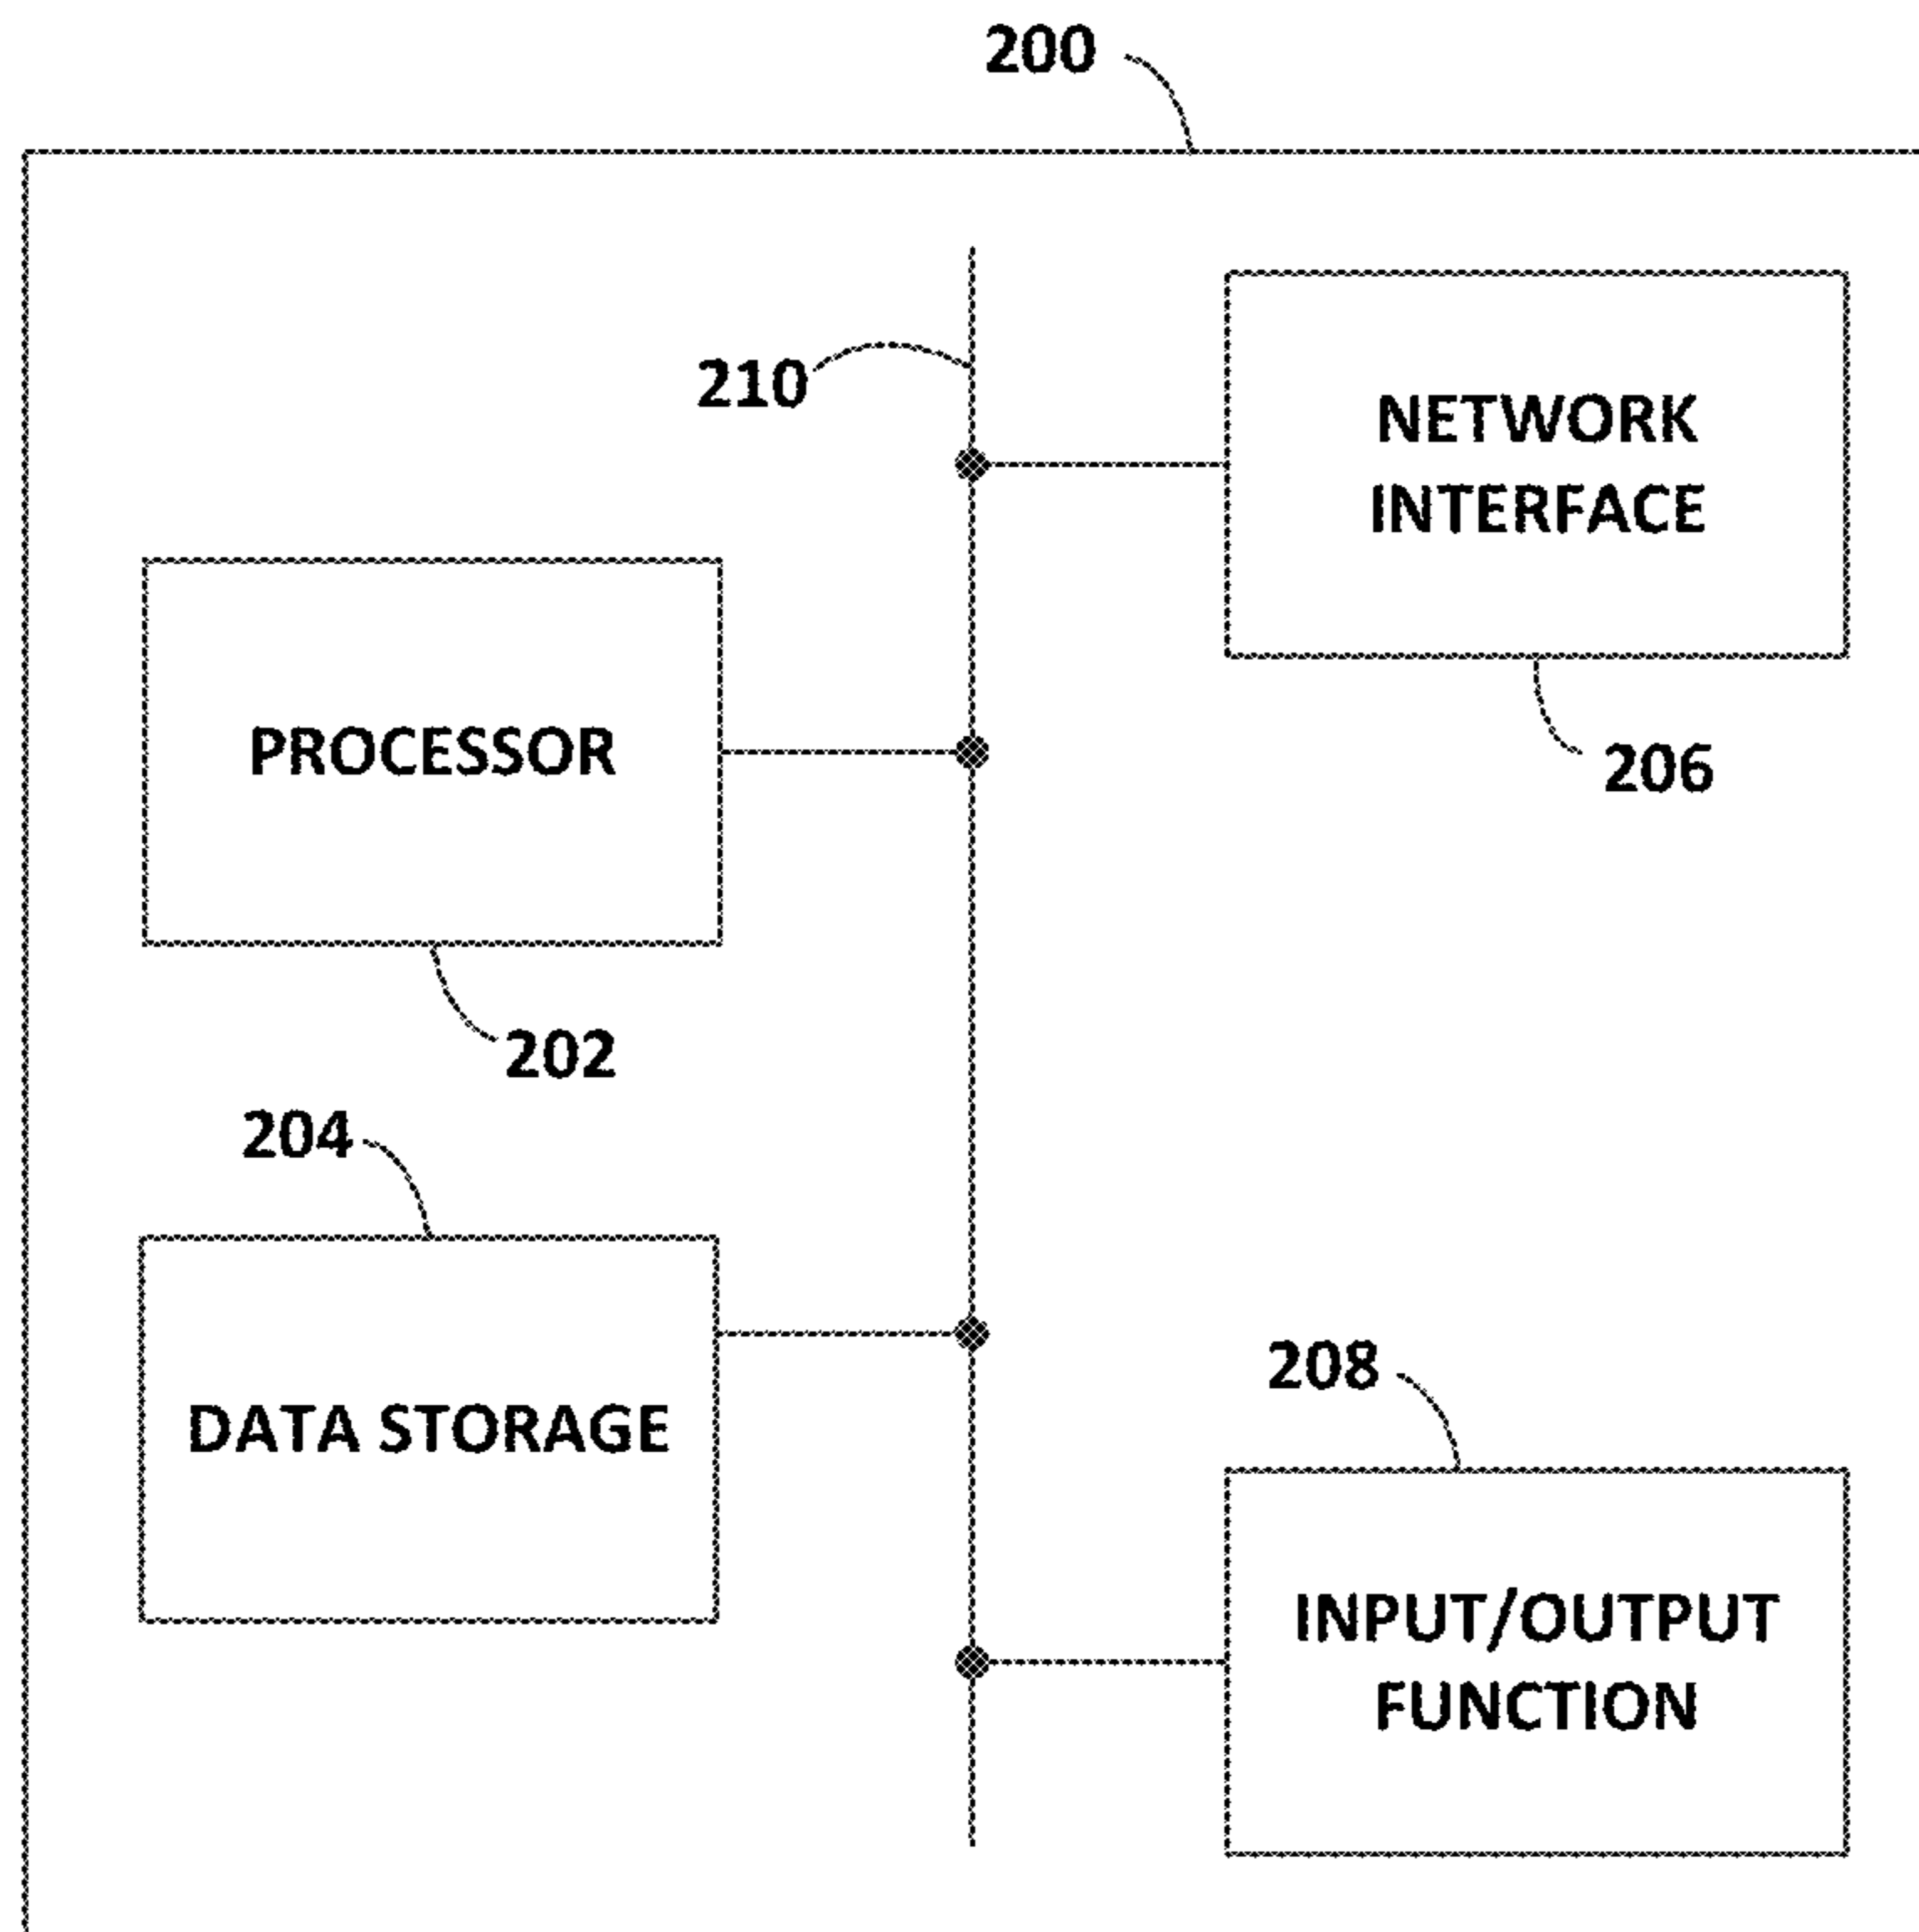 200
210
NETWORK
INTERFACE
PROCESSOR
206
202
204
208
DATA STORAGE
INPUT/OUTPUT
FUNCTION